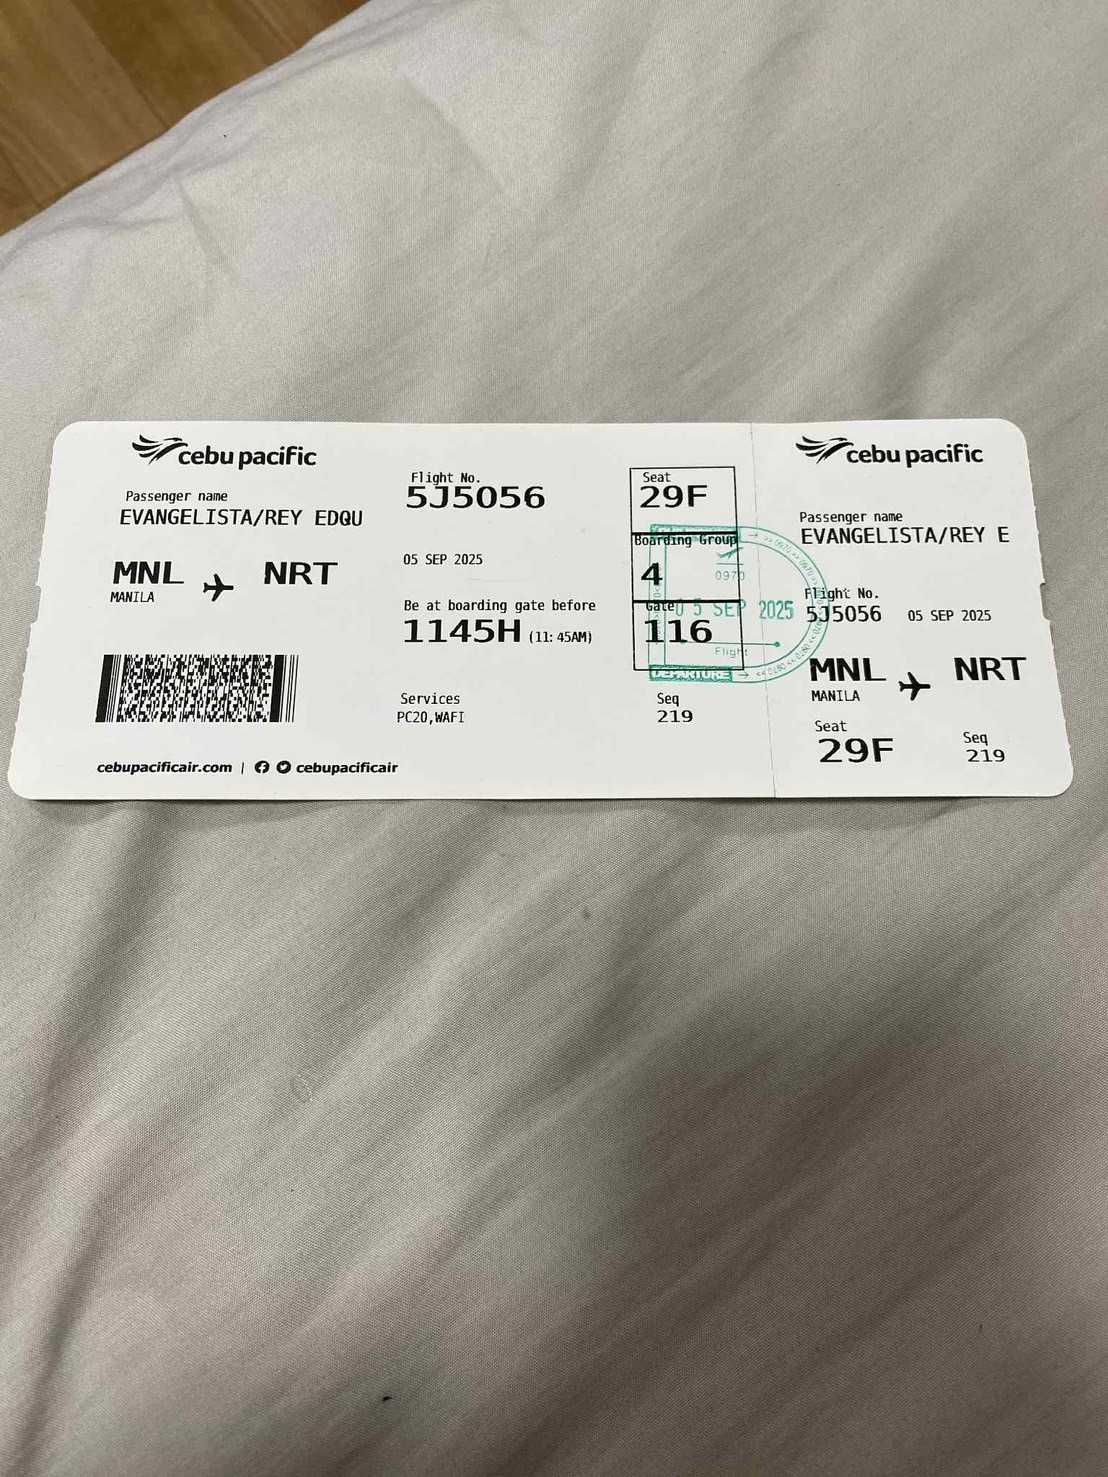 cebu pacific
Passenger name
EVANGELISTA/REY EDQU
MNL NRT
MANILA
cebupacificair.com | cebupacificair
Flight No.
5J5056
05 SEP 2025
Be at boarding gate before
1145H (11:45AM)
Services
PC20,WAFI
Seat
29F
Boarding Group
4
Gate
116
Seq
219
0970
05 SEP 2025
Flight
DEPARTURE
cebu pacific
Passenger name
EVANGELISTA/REY E
Flight No.
5J5056 05 SEP 2025
MNL NRT
MANILA
Seat
29F
Seq
219